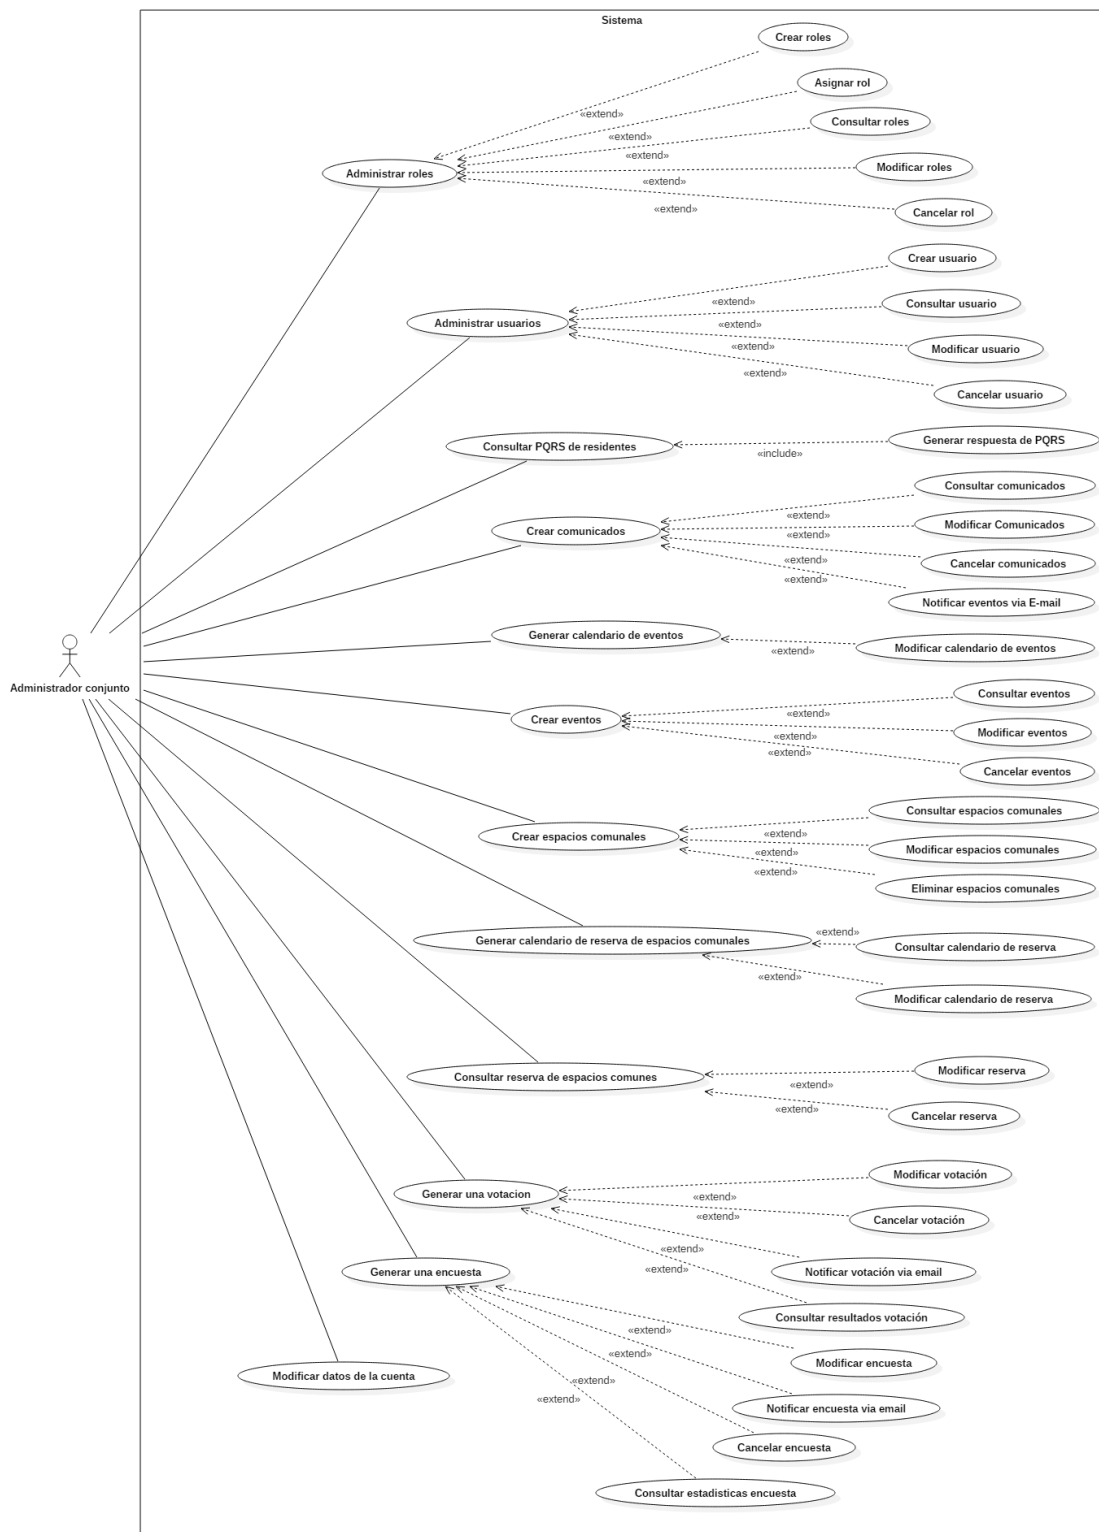 Sistema
Crear roles
Asignar rol
«extend»
Consultar roles
«extend»
«extend»
Modificar roles
Administrar roles
«extend»
«extend»
Cancelar rol
Crear usuario
«extend»
Consultar usuario
Administrar usuarios
«extend»
«extend»
Modificar usuario
«extend»
Cancelar usuario
Consultar PQRS de residentes
Generar respuesta de PQRS
«include»
Consultar comunicados
«extend»
Modificar Comunicados
Crear comunicados
«extend»
«extend»
Cancelar comunicados
«extend»
Notificar eventos via E-mail
Generar calendario de eventos
Modificar calendario de eventos
«extend»
Administrador conjunto
Consultar eventos
«extend»
Crear eventos
Modificar eventos
«extend»
«extend»
Cancelar eventos
Consultar espacios comunales
«extend»
Crear espacios comunales
Modificar espacios comunales
«extend»
«extend»
Eliminar espacios comunales
«extend»
Generar calendario de reserva de espacios comunales
Consultar calendario de reserva
«extend»
Modificar calendario de reserva
Consultar reserva de espacios comunes
Modificar reserva
«extend»
«extend»
Cancelar reserva
Modificar votación
Generar una votacion
«extend»
«extend»
Cancelar votación
«extend»
«extend»
Generar una encuesta
Notificar votación via email
Consultar resultados votación
«extend»
«extend»
Modificar encuesta
Modificar datos de la cuenta
«extend»
«extend»
Notificar encuesta via email
Cancelar encuesta
Consultar estadisticas encuesta